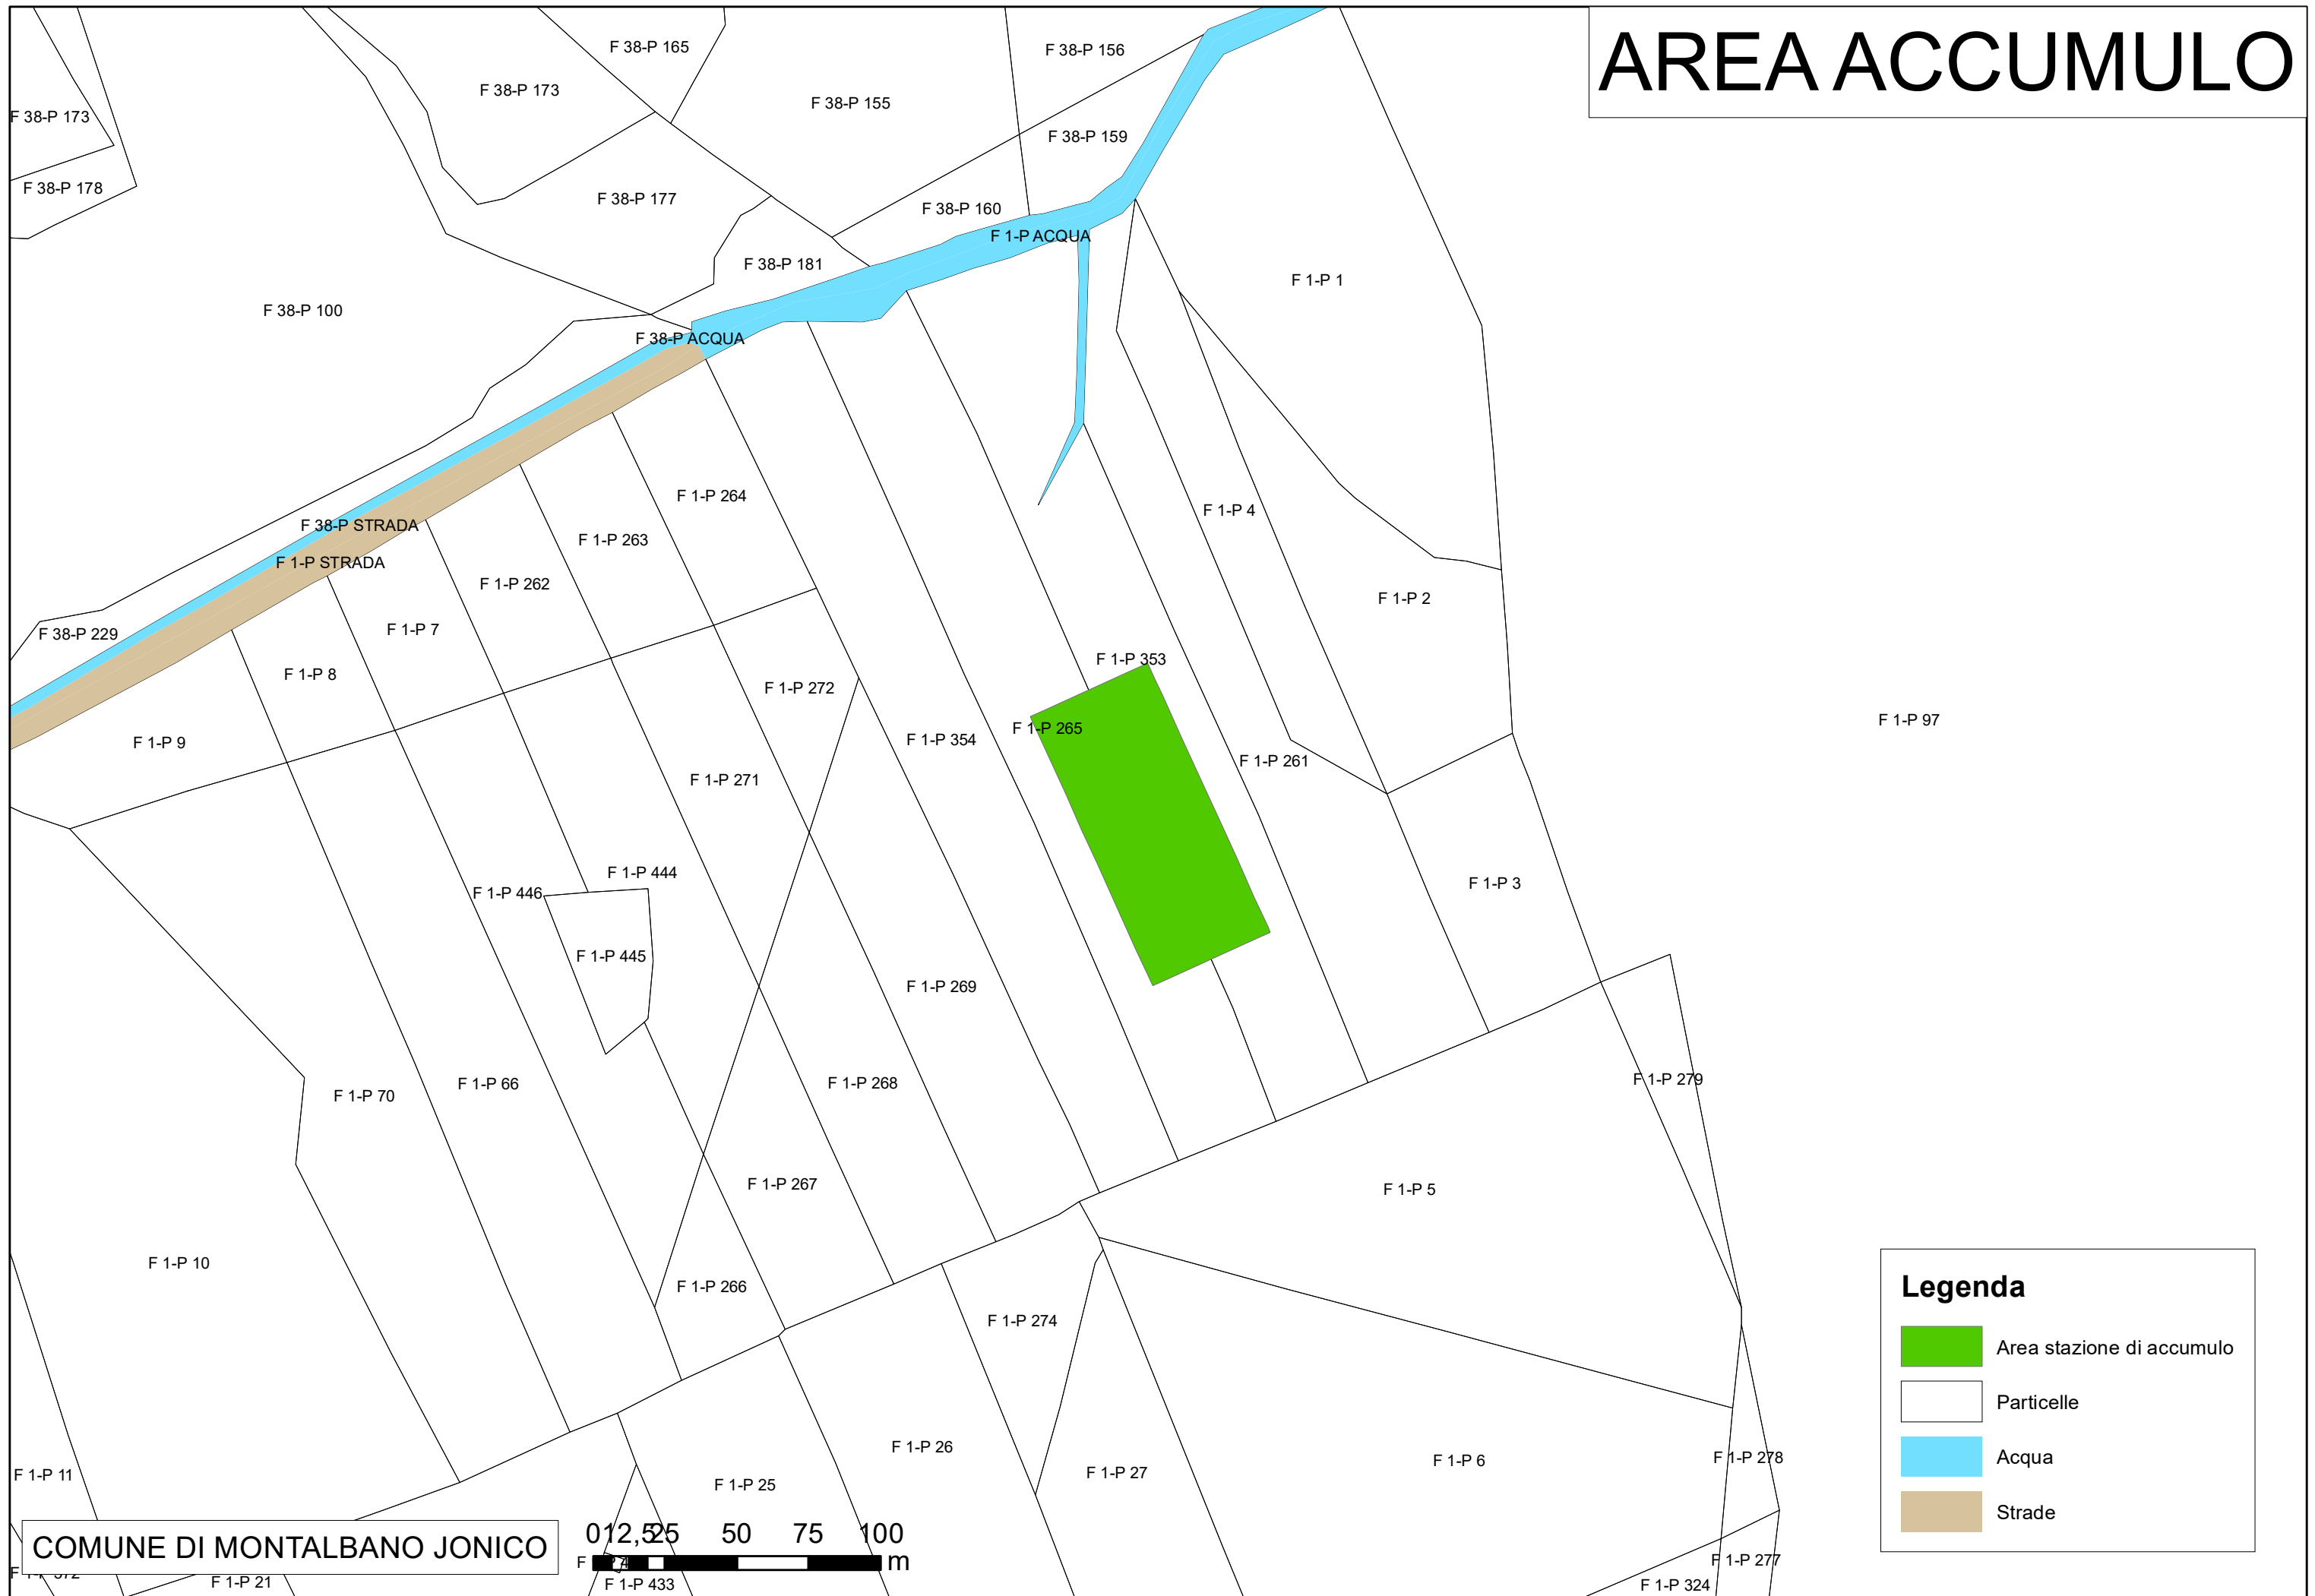 AREA ACCUMULO
F 38-P 165
F 38-P 156
F 38-P 173
F 38-P 155
F 38-P 173
F 38-P 159
F 38-P 178
F 38-P 177
F 38-P 160
F 1-P ACQUA
F 38-P 181
F 1-P 1
F 38-P 100
F 38-P ACQUA
F 1-P 264
F 1-P 4
F 38-P STRADA
F 1-P 263
F 1-P STRADA
F 1-P 262
F 1-P 2
F 1-P 7
F 38-P 229
F 1-P 353
F 1-P 8
F 1-P 272
F 1-P 97
F 1-P 265
F 1-P 9
F 1-P 354
F 1-P 261
F 1-P 271
F 1-P 444
F 1-P 3
F 1-P 446
F 1-P 445
F 1-P 269
F 1-P 279
F 1-P 268
F 1-P 66
F 1-P 70
F 1-P 267
F 1-P 5
F 1-P 10
F 1-P 266
Legenda
F 1-P 274
Area stazione di accumulo
Particelle
F 1-P 26
Acqua
F 1-P 278
F 1-P 6
F 1-P 27
F 1-P 11
F 1-P 25
Strade
0 12,5 25 50 75 100
m
COMUNE DI MONTALBANO JONICO
F 1-P 277
F 1-P 21
F 1-P 433
F 1-P 324